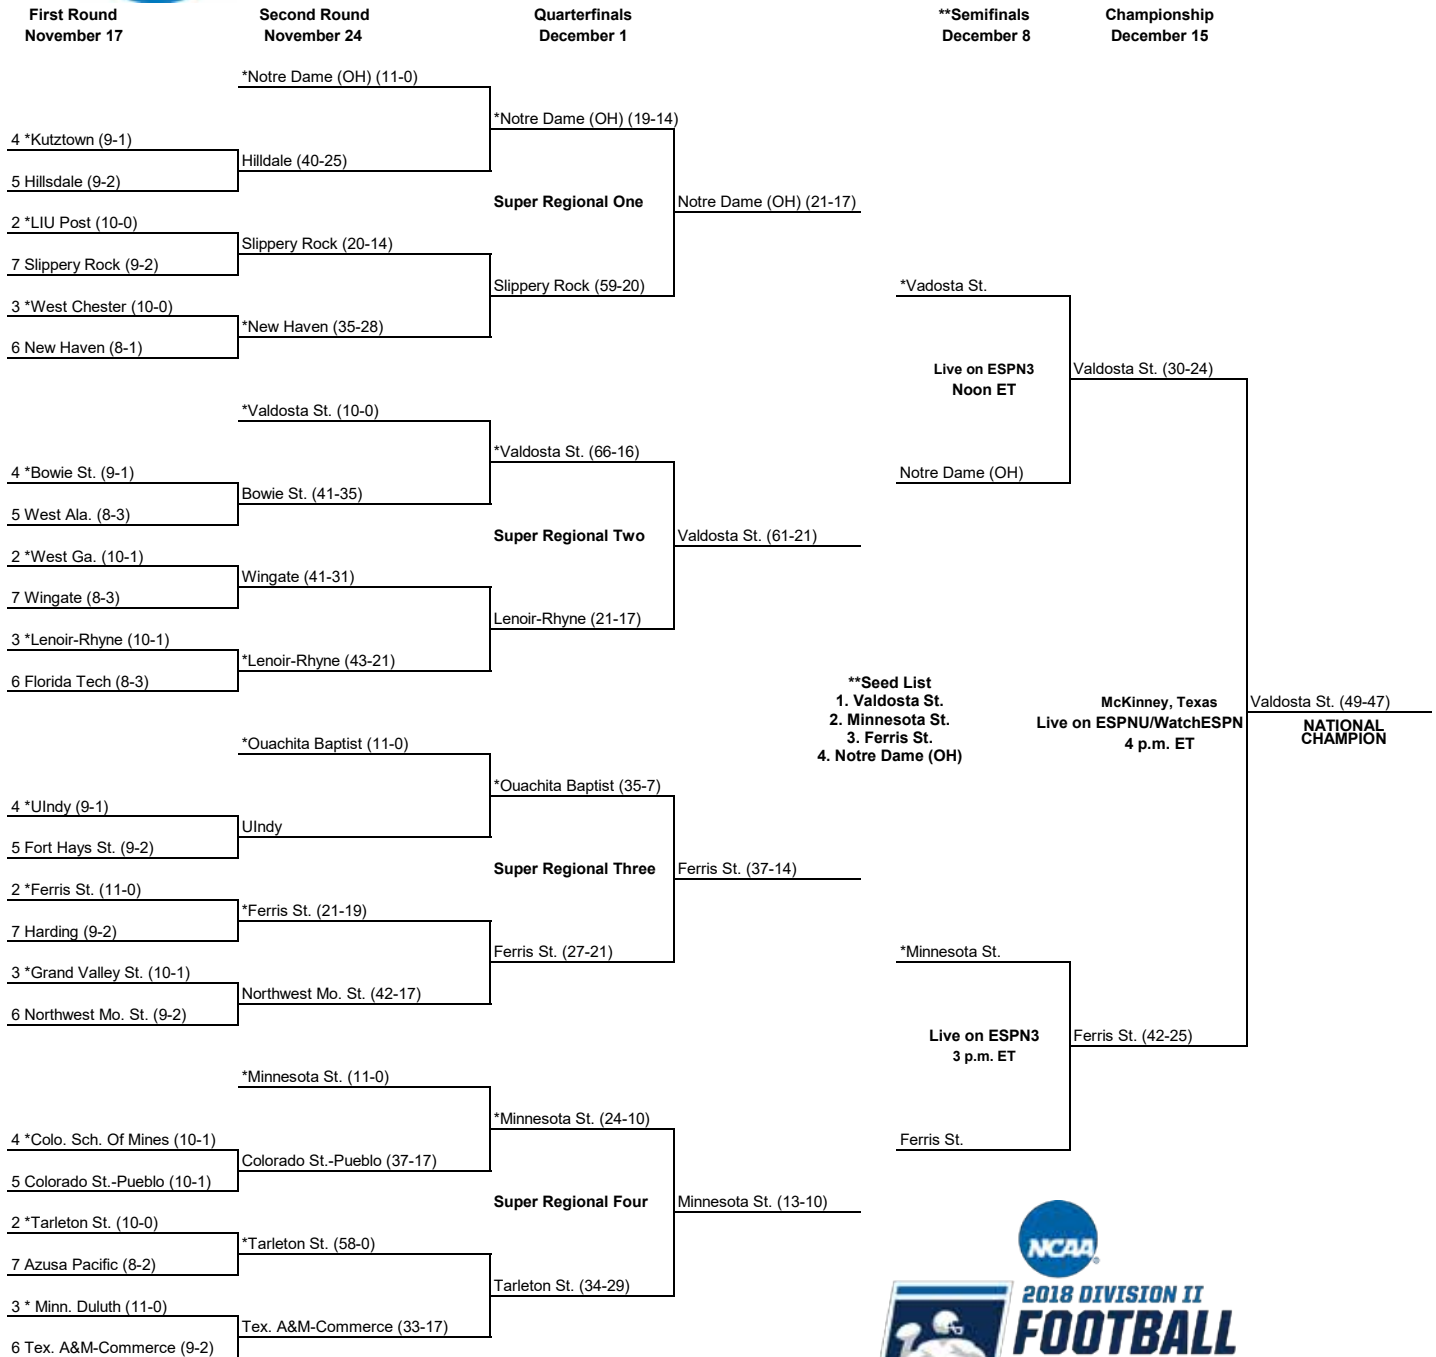 First Round
November 17
Second Round
November 24
Quarterfinals
December 1
**Semifinals
December 8
Championship
December 15
*Notre Dame (OH) (11-0)
*Notre Dame (OH) (19-14)
4 *Kutztown (9-1)
Hilldale (40-25)
5 Hillsdale (9-2)
Super Regional One
Notre Dame (OH) (21-17)
2 *LIU Post (10-0)
Slippery Rock (20-14)
7 Slippery Rock (9-2)
Slippery Rock (59-20)
3 *West Chester (10-0)
*New Haven (35-28)
6 New Haven (8-1)
*Vadosta St.
Live on ESPN3
Noon ET
Valdosta St. (30-24)
Notre Dame (OH)
*Valdosta St. (10-0)
*Valdosta St. (66-16)
4 *Bowie St. (9-1)
Bowie St. (41-35)
5 West Ala. (8-3)
Super Regional Two
Valdosta St. (61-21)
2 *West Ga. (10-1)
Wingate (41-31)
7 Wingate (8-3)
Lenoir-Rhyne (21-17)
3 *Lenoir-Rhyne (10-1)
*Lenoir-Rhyne (43-21)
6 Florida Tech (8-3)
**Seed List
1. Valdosta St.
2. Minnesota St.
3. Ferris St.
4. Notre Dame (OH)
McKinney, Texas
Live on ESPNU/WatchESPN
4 p.m. ET
Valdosta St. (49-47)
NATIONAL
CHAMPION
*Ouachita Baptist (11-0)
*Ouachita Baptist (35-7)
4 *UIndy (9-1)
UIndy
5 Fort Hays St. (9-2)
Super Regional Three
Ferris St. (37-14)
2 *Ferris St. (11-0)
*Ferris St. (21-19)
7 Harding (9-2)
Ferris St. (27-21)
3 *Grand Valley St. (10-1)
Northwest Mo. St. (42-17)
6 Northwest Mo. St. (9-2)
*Minnesota St.
Live on ESPN3
3 p.m. ET
Ferris St. (42-25)
Ferris St.
*Minnesota St. (11-0)
*Minnesota St. (24-10)
4 *Colo. Sch. Of Mines (10-1)
Colorado St.-Pueblo (37-17)
5 Colorado St.-Pueblo (10-1)
Super Regional Four
Minnesota St. (13-10)
2 *Tarleton St. (10-0)
*Tarleton St. (58-0)
7 Azusa Pacific (8-2)
Tarleton St. (34-29)
3 * Minn. Duluth (11-0)
Tex. A&M-Commerce (33-17)
6 Tex. A&M-Commerce (9-2)
NCAA
2018 DIVISION II
FOOTBALL